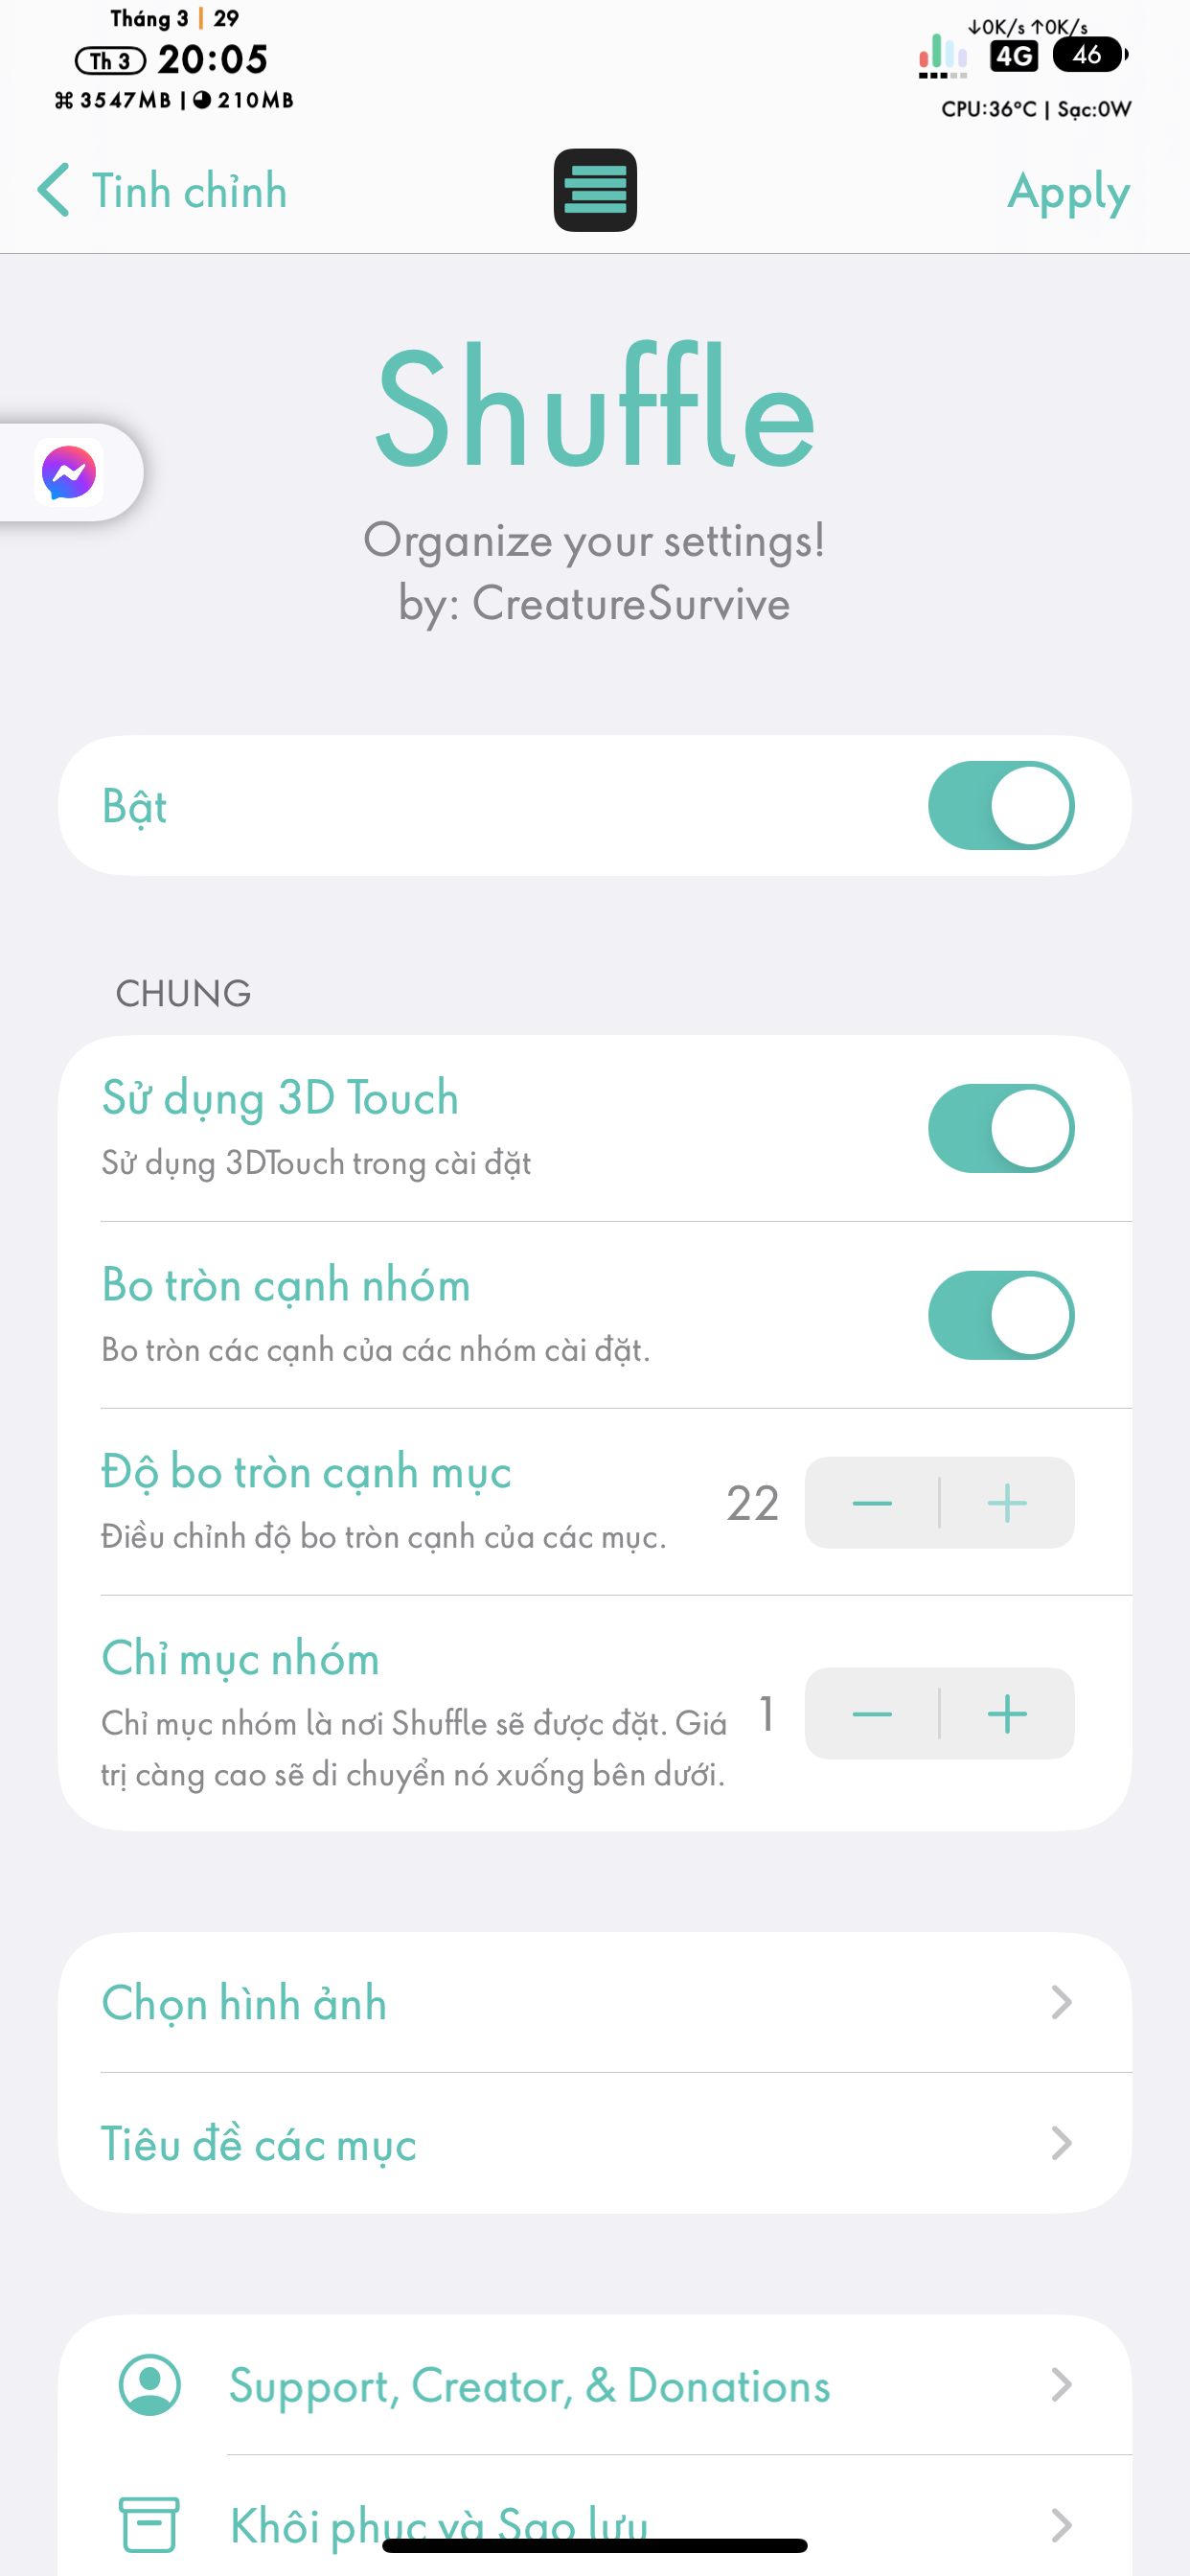 Tháng 3 | 29
Th 3 20:05
⌘ 3547MB | 210MB
↓0K/s ↑0K/s
4G 46
CPU:36°C | Sạc:0W
Tinh chỉnh
Apply
Shuffle
Organize your settings!
by: CreatureSurvive
Bật
CHUNG
Sử dụng 3D Touch
Sử dụng 3DTouch trong cài đặt
Bo tròn cạnh nhóm
Bo tròn các cạnh của các nhóm cài đặt.
Độ bo tròn cạnh mục
Điều chỉnh độ bo tròn cạnh của các mục.
22
Chỉ mục nhóm
Chỉ mục nhóm là nơi Shuffle sẽ được đặt. Giá
trị càng cao sẽ di chuyển nó xuống bên dưới.
1
Chọn hình ảnh
Tiêu đề các mục
Support, Creator, & Donations
Khôi phục và Sao lưu